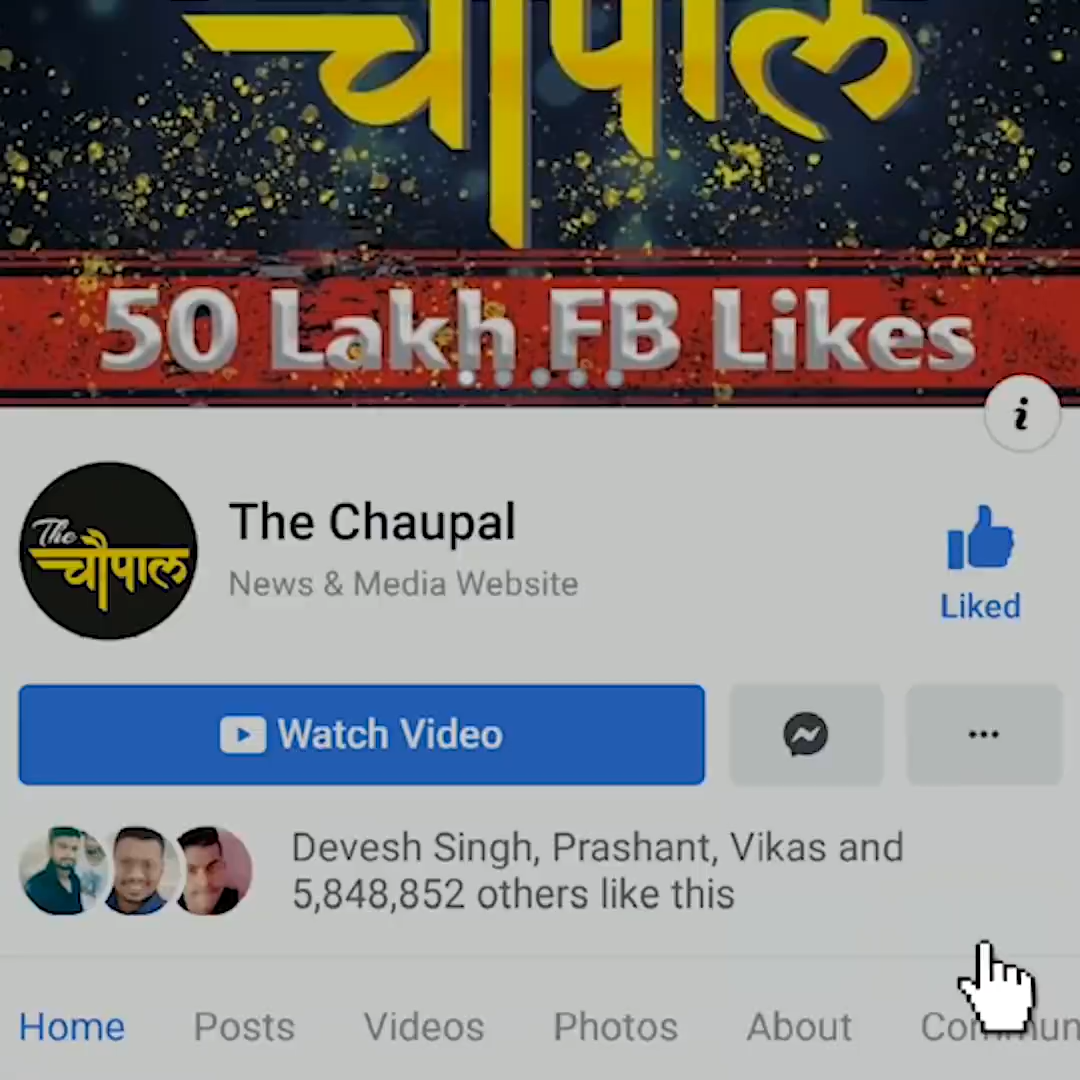 चौपाल
50 Lakh FB Likes
The
चौपाल
The Chaupal
News & Media Website
Liked
Watch Video
Devesh Singh, Prashant, Vikas and
5,848,852 others like this
Home Posts Videos Photos About